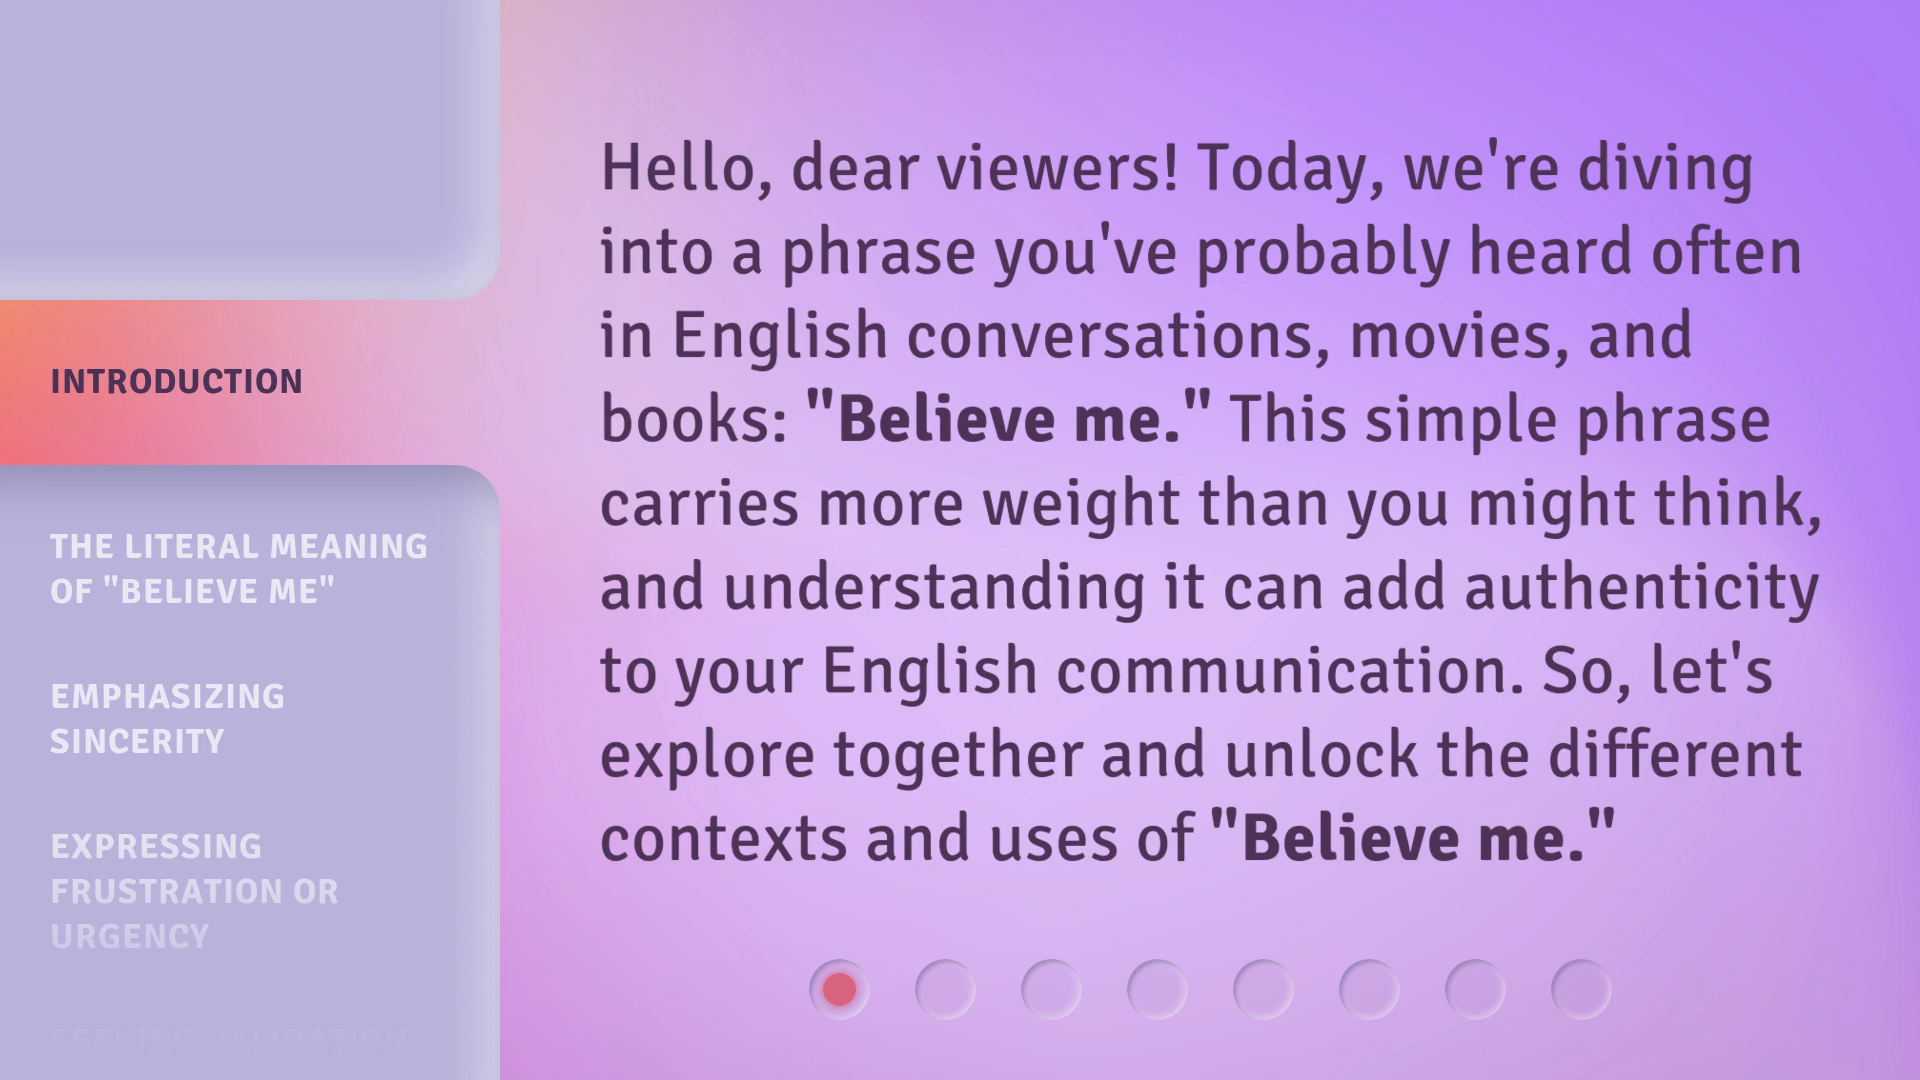 INTRODUCTION
THE LITERAL MEANING
OF "BELIEVE ME"
EMPHASIZING
SINCERITY
EXPRESSING
FRUSTRATION OR
URGENCY
SEEKING VALIDATION
Hello, dear viewers! Today, we're diving
into a phrase you've probably heard often
in English conversations, movies, and
books: "Believe me." This simple phrase
carries more weight than you might think,
and understanding it can add authenticity
to your English communication. So, let's
explore together and unlock the different
contexts and uses of "Believe me."